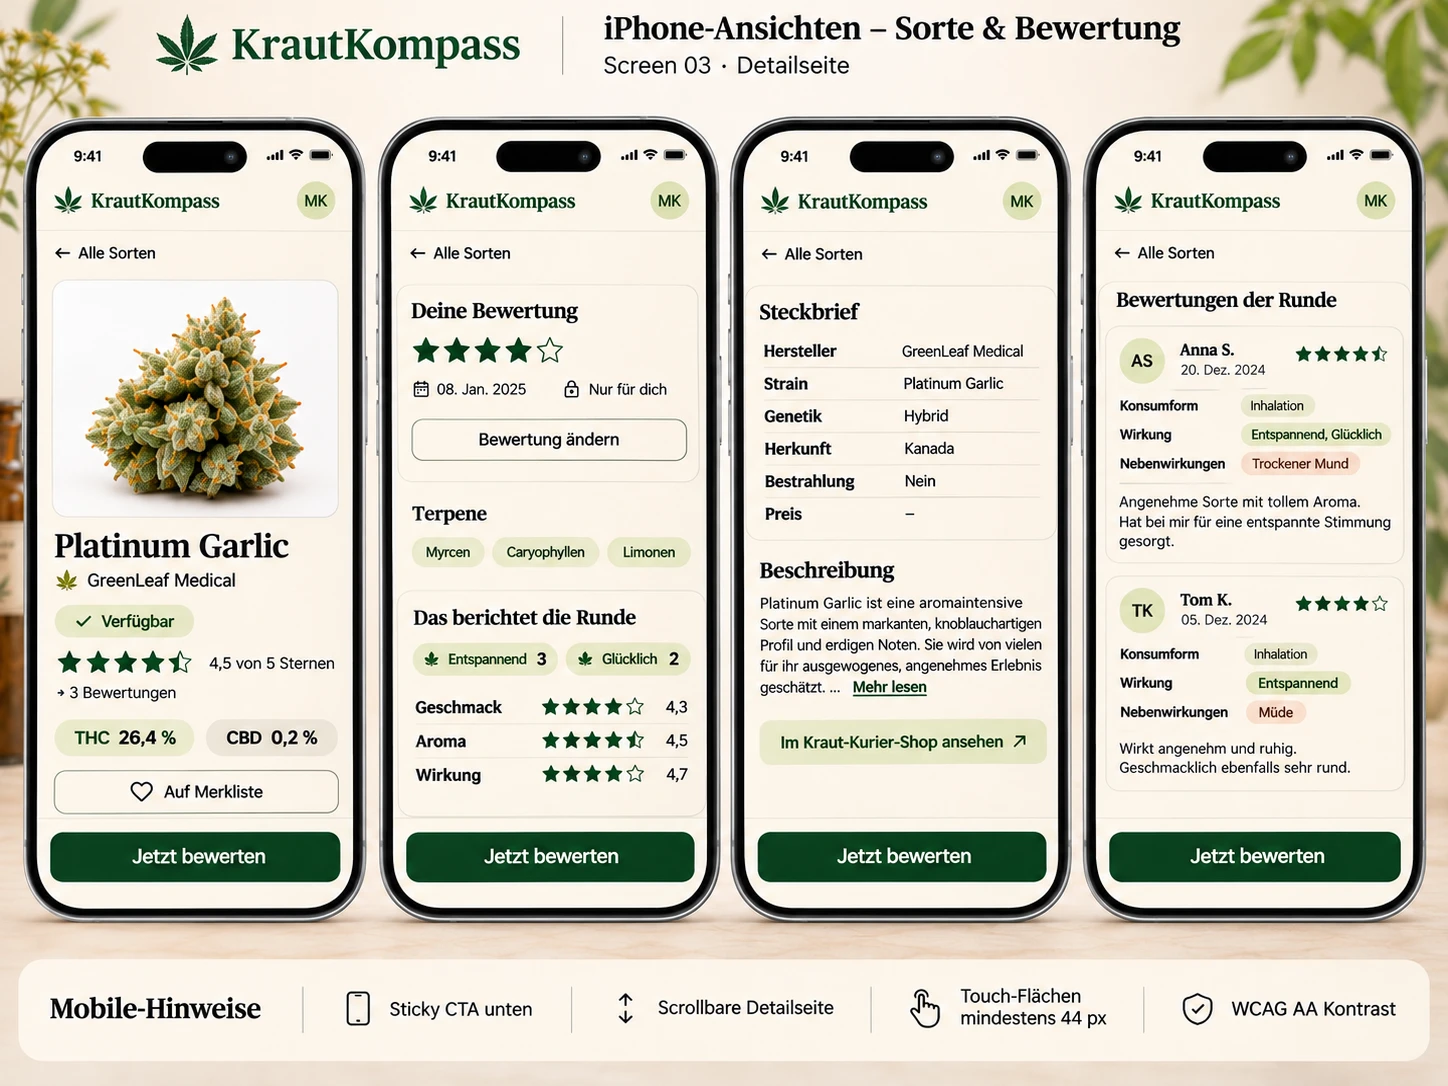 KrautKompass
iPhone-Ansichten – Sorte & Bewertung
Screen 03 · Detailseite
9:41
KrautKompass
MK
← Alle Sorten
Platinum Garlic
GreenLeaf Medical
Verfügbar
4,5 von 5 Sternen
→ 3 Bewertungen
THC 26,4 %
CBD 0,2 %
Auf Merkliste
Jetzt bewerten
9:41
KrautKompass
MK
← Alle Sorten
Deine Bewertung
08. Jan. 2025
Nur für dich
Bewertung ändern
Terpene
Myrcen
Caryophyllen
Limonen
Das berichtet die Runde
Entspannend 3
Glücklich 2
Geschmack 4,3
Aroma 4,5
Wirkung 4,7
Jetzt bewerten
9:41
KrautKompass
MK
← Alle Sorten
Steckbrief
Hersteller GreenLeaf Medical
Strain Platinum Garlic
Genetik Hybrid
Herkunft Kanada
Bestrahlung Nein
Preis –
Beschreibung
Platinum Garlic ist eine aromaintensive
Sorte mit einem markanten, knoblauchartigen
Profil und erdigen Noten. Sie wird von vielen
für ihr ausgewogenes, angenehmes Erlebnis
geschätzt. ... Mehr lesen
Im Kraut-Kurier-Shop ansehen ↗
Jetzt bewerten
9:41
KrautKompass
MK
← Alle Sorten
Bewertungen der Runde
AS
Anna S.
20. Dez. 2024
Konsumform Inhalation
Wirkung Entspannend, Glücklich
Nebenwirkungen Trockener Mund
Angenehme Sorte mit tollem Aroma.
Hat bei mir für eine entspannte Stimmung
gesorgt.
TK
Tom K.
05. Dez. 2024
Konsumform Inhalation
Wirkung Entspannend
Nebenwirkungen Müde
Wirkt angenehm und ruhig.
Geschmacklich ebenfalls sehr rund.
Jetzt bewerten
Mobile-Hinweise
Sticky CTA unten
Scrollbare Detailseite
Touch-Flächen
mindestens 44 px
WCAG AA Kontrast